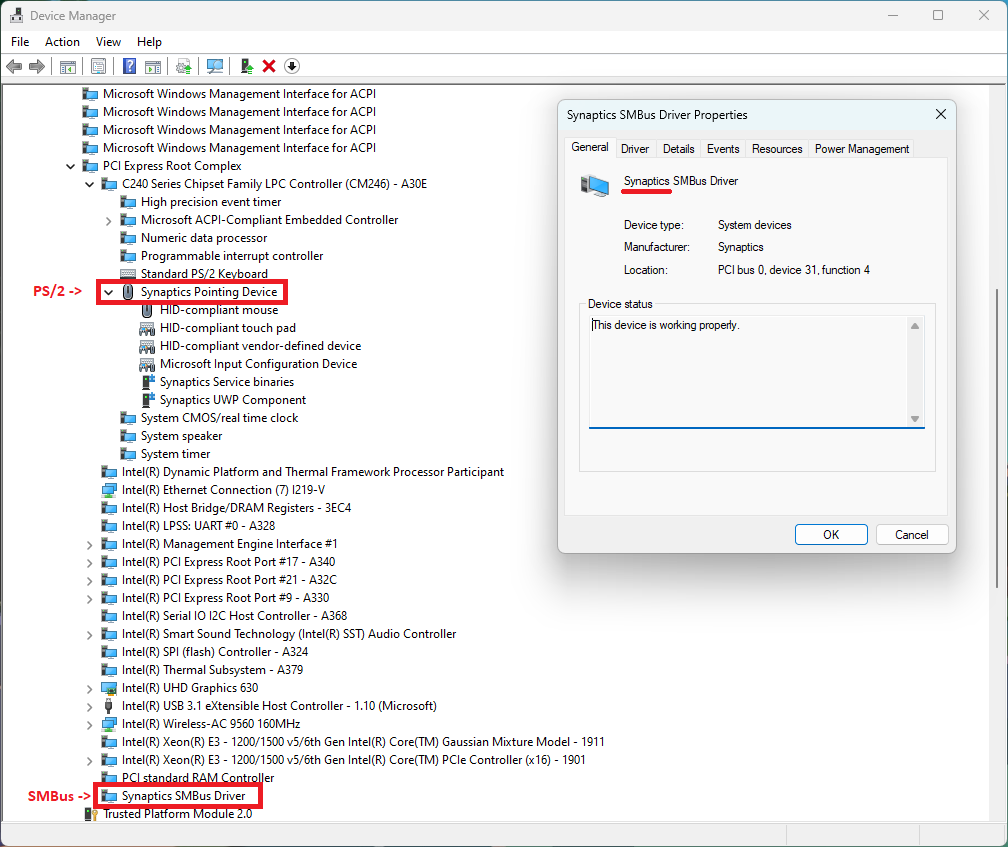 Device Manager
File Action View Help
Microsoft Windows Management Interface for ACPI
Microsoft Windows Management Interface for ACPI
Microsoft Windows Management Interface for ACPI
Microsoft Windows Management Interface for ACPI
PCI Express Root Complex
C240 Series Chipset Family LPC Controller (CM246) - A30E
High precision event timer
Microsoft ACPI-Compliant Embedded Controller
Numeric data processor
Programmable interrupt controller
Standard PS/2 Keyboard
PS/2 -> Synaptics Pointing Device
HID-compliant mouse
HID-compliant touch pad
HID-compliant vendor-defined device
Microsoft Input Configuration Device
Synaptics Service binaries
Synaptics UWP Component
System CMOS/real time clock
System speaker
System timer
Intel(R) Dynamic Platform and Thermal Framework Processor Participant
Intel(R) Ethernet Connection (7) I219-V
Intel(R) Host Bridge/DRAM Registers - 3EC4
Intel(R) LPSS: UART #0 - A328
Intel(R) Management Engine Interface #1
Intel(R) PCI Express Root Port #17 - A340
Intel(R) PCI Express Root Port #21 - A32C
Intel(R) PCI Express Root Port #9 - A330
Intel(R) Serial IO I2C Host Controller - A368
Intel(R) Smart Sound Technology (Intel(R) SST) Audio Controller
Intel(R) SPI (flash) Controller - A324
Intel(R) Thermal Subsystem - A379
Intel(R) UHD Graphics 630
Intel(R) USB 3.1 eXtensible Host Controller - 1.10 (Microsoft)
Intel(R) Wireless-AC 9560 160MHz
Intel(R) Xeon(R) E3 - 1200/1500 v5/6th Gen Intel(R) Core(TM) Gaussian Mixture Model - 1911
Intel(R) Xeon(R) E3 - 1200/1500 v5/6th Gen Intel(R) Core(TM) PCIe Controller (x16) - 1901
PCI standard RAM Controller
SMBus -> Synaptics SMBus Driver
Trusted Platform Module 2.0
Synaptics SMBus Driver Properties
General Driver Details Events Resources Power Management
Synaptics SMBus Driver
Device type: System devices
Manufacturer: Synaptics
Location: PCI bus 0, device 31, function 4
Device status
This device is working properly.
OK Cancel